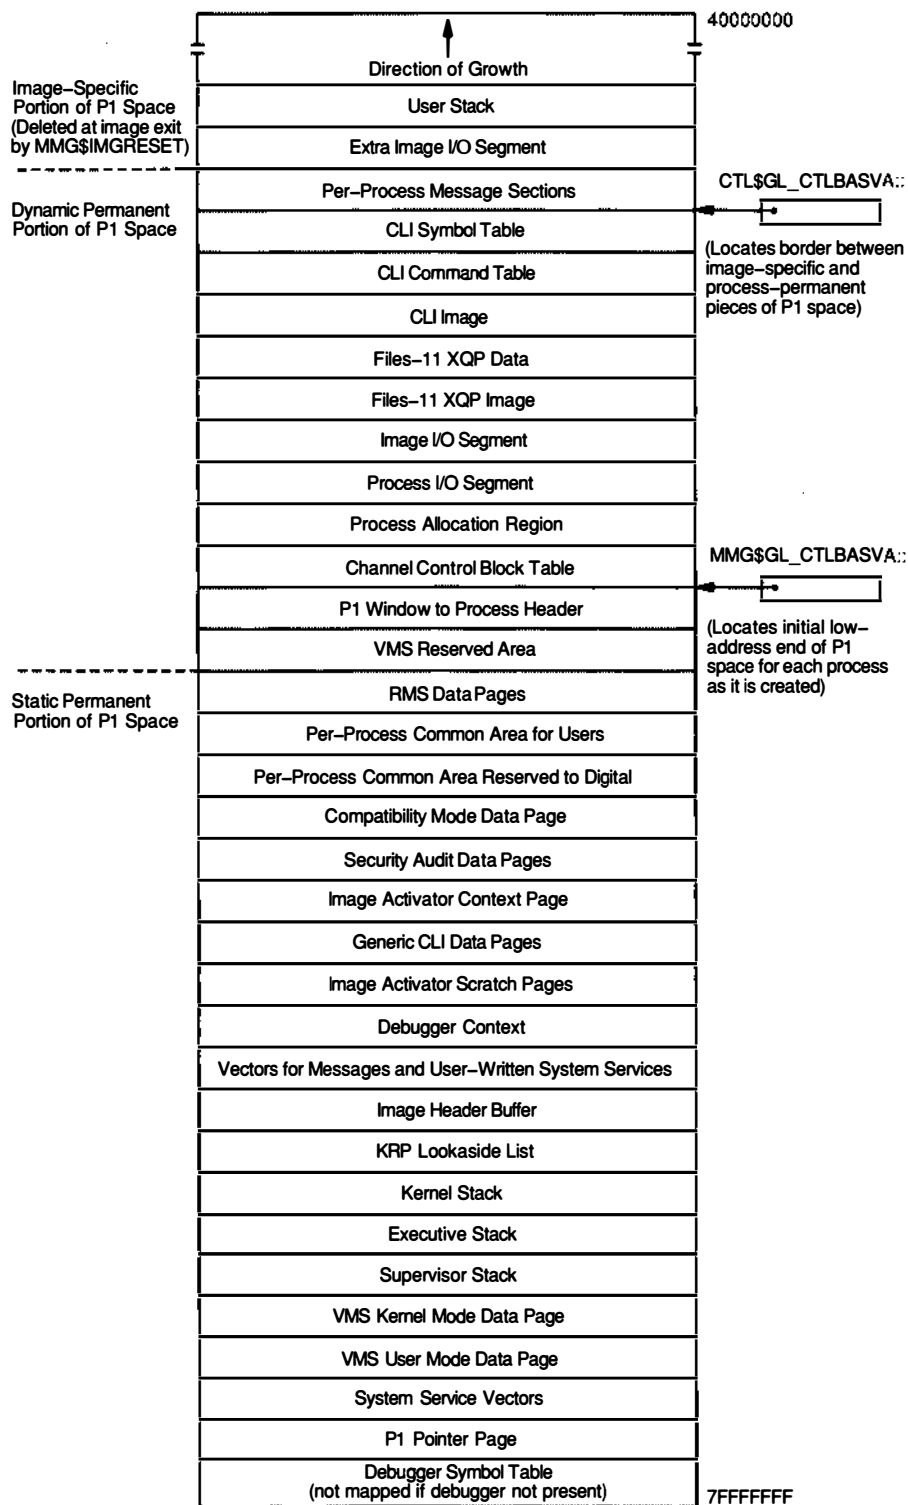 40000000
Direction of Growth
Image-Specific
Portion of P1 Space
(Deleted at image exit
by MMG$IMGRESET)
User Stack
Extra Image I/O Segment
Dynamic Permanent
Portion of P1 Space
Per-Process Message Sections
CTL$GL_CTLBASVA::
CLI Symbol Table
(Locates border between
image-specific and
process-permanent
pieces of P1 space)
CLI Command Table
CLI Image
Files-11 XQP Data
Files-11 XQP Image
Image I/O Segment
Process I/O Segment
Process Allocation Region
Channel Control Block Table
MMG$GL_CTLBASVA::
P1 Window to Process Header
(Locates initial low-
address end of P1
space for each process
as it is created)
VMS Reserved Area
Static Permanent
Portion of P1 Space
RMS Data Pages
Per-Process Common Area for Users
Per-Process Common Area Reserved to Digital
Compatibility Mode Data Page
Security Audit Data Pages
Image Activator Context Page
Generic CLI Data Pages
Image Activator Scratch Pages
Debugger Context
Vectors for Messages and User-Written System Services
Image Header Buffer
KRP Lookaside List
Kernel Stack
Executive Stack
Supervisor Stack
VMS Kernel Mode Data Page
VMS User Mode Data Page
System Service Vectors
P1 Pointer Page
Debugger Symbol Table
(not mapped if debugger not present)
7FFFFFFF